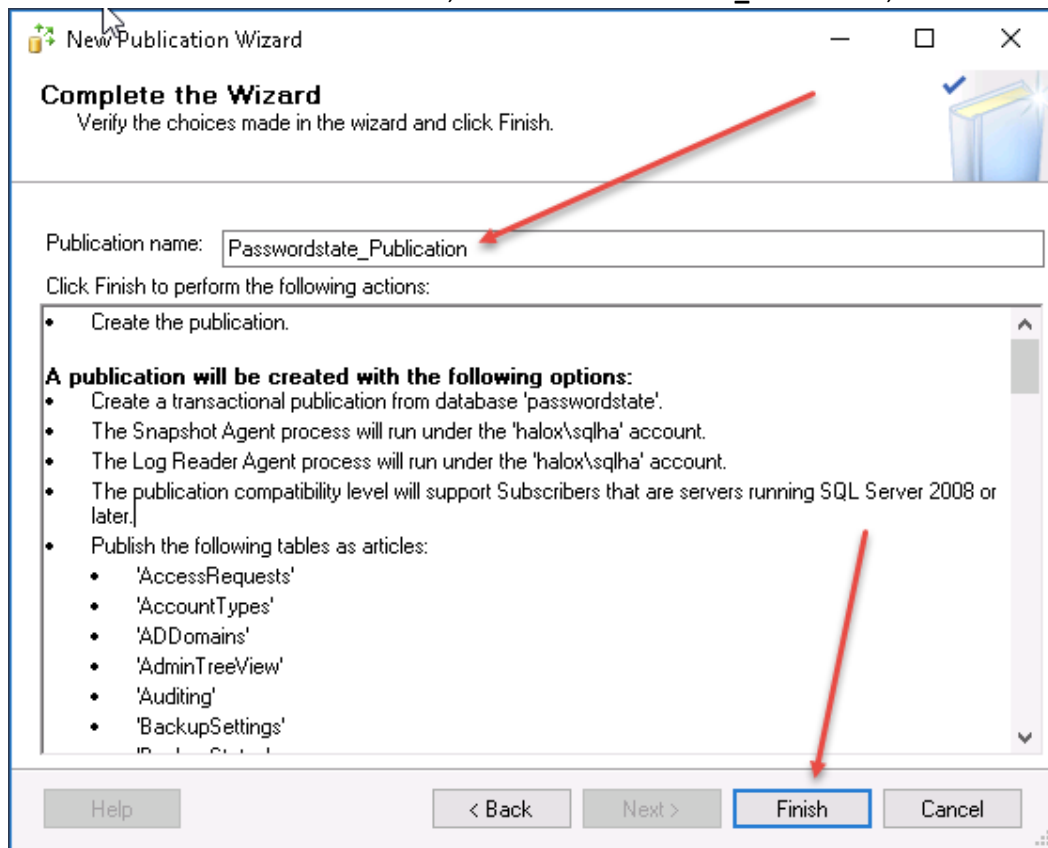 New Publication Wizard
Complete the Wizard
Verify the choices made in the wizard and click Finish.
Publication name: Passwordstate_Publication
Click Finish to perform the following actions:
• Create the publication.
A publication will be created with the following options:
• Create a transactional publication from database 'passwordstate'.
• The Snapshot Agent process will run under the 'halox\sqlha' account.
• The Log Reader Agent process will run under the 'halox\sqlha' account.
• The publication compatibility level will support Subscribers that are servers running SQL Server 2008 or
later.
• Publish the following tables as articles:
• 'AccessRequests'
• 'AccountTypes'
• 'ADDomains'
• 'AdminTreeView'
• 'Auditing'
• 'BackupSettings'
Help < Back Next > Finish Cancel